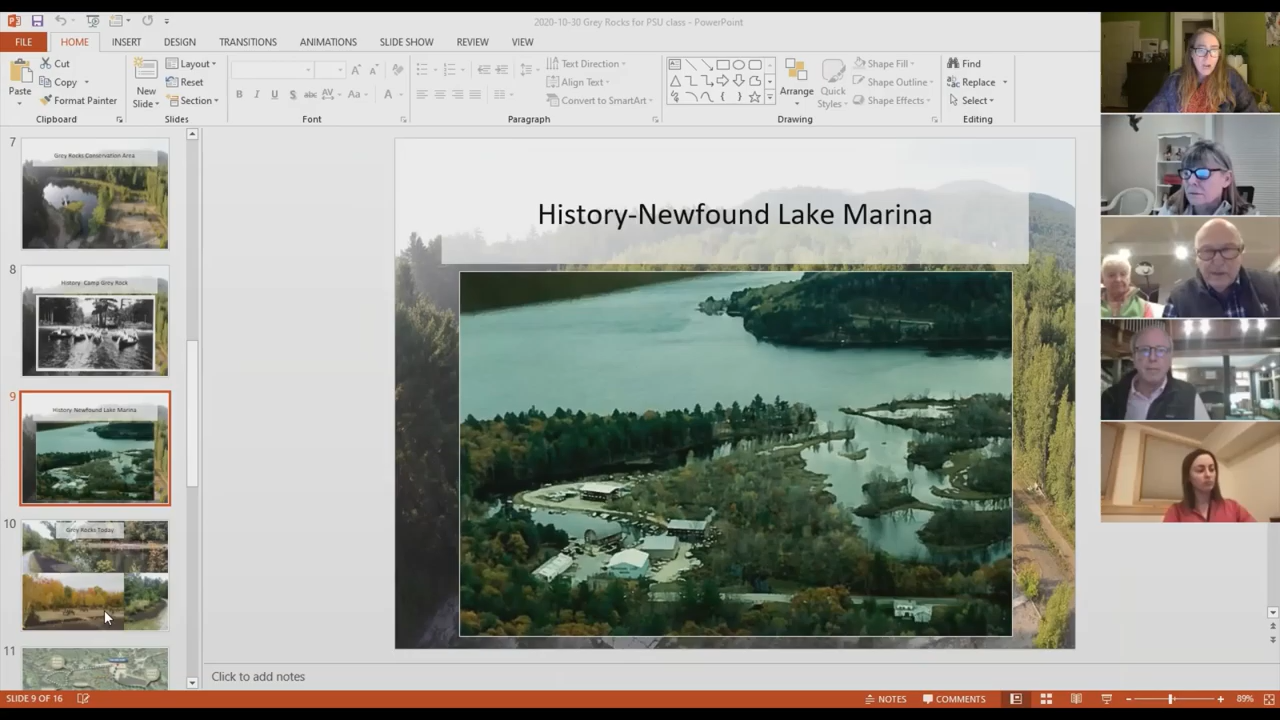 2020-10-30 Grey Rocks for PSU class - PowerPoint
FILE HOME INSERT DESIGN TRANSITIONS ANIMATIONS SLIDE SHOW REVIEW VIEW
Paste
Cut
Copy
Format Painter
Clipboard
New
Slide
Layout
Reset
Section
Slides
B I U S abc AV Aa A
Font
Text Direction
Align Text
Convert to SmartArt
Paragraph
Arrange
Quick
Styles
Shape Fill
Shape Outline
Shape Effects
Drawing
Find
Replace
Select
Editing
7
Grey Rocks Conservation Area
8
History- Camp Grey Rock
9
History-Newfound Lake Marina
10
Grey Rocks Today
11
History-Newfound Lake Marina
Click to add notes
SLIDE 9 OF 16
NOTES COMMENTS 89%